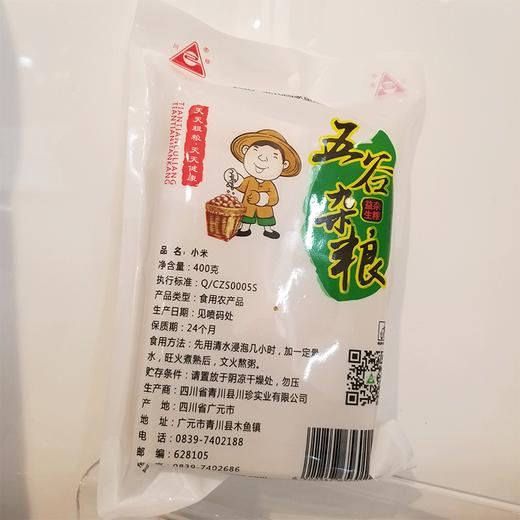 天天粗粮·天天健康
TIANTIANCULIANG
TIANTIANJIANKANG
五谷杂粮
益杂
生粮
品 名：小米
净含量：400克
执行标准：Q/CZS0005S
产品类型：食用农产品
生产日期：见喷码处
保质期：24个月
食用方法：先用清水浸泡几小时，加一定量
水，旺火煮熟后，文火熬粥。
贮存条件：请置放于阴凉干燥处，勿压
生产商：四川省青川县川珍实业有限公司
产 地：四川省广元市
地 址：广元市青川县木鱼镇
电 话：0839-7402188
邮 编：628105
0839-7402686